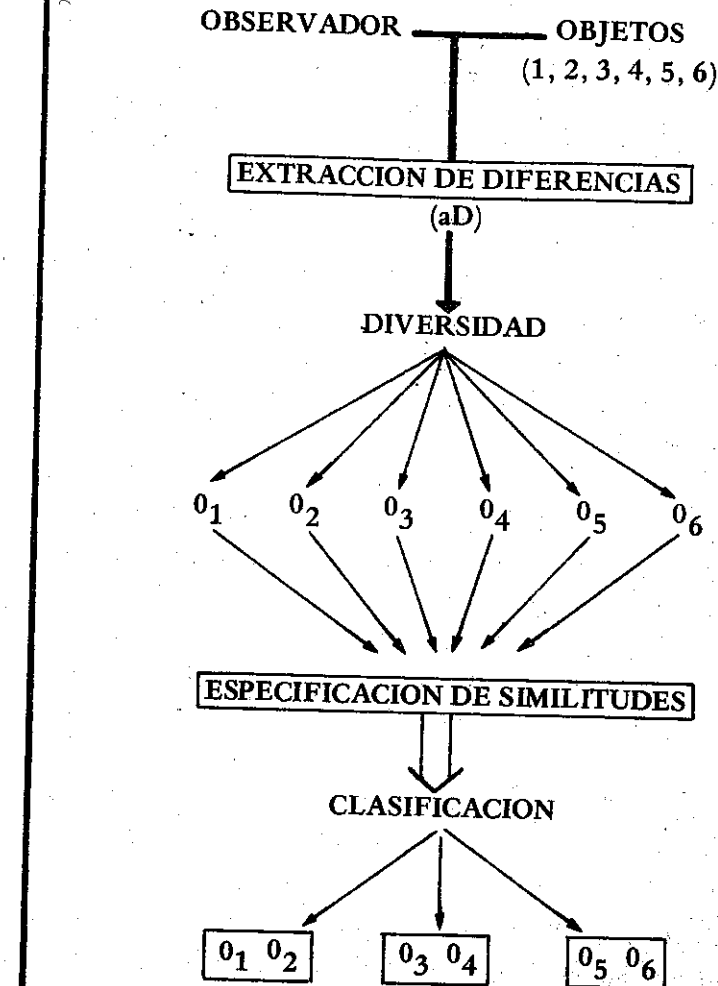 OBSERVADOR OBJETOS
(1, 2, 3, 4, 5, 6)
EXTRACCION DE DIFERENCIAS
(aD)
DIVERSIDAD
0₁ 0₂ 0₃ 0₄ 0₅ 0₆
ESPECIFICACION DE SIMILITUDES
CLASIFICACION
0₁ 0₂ 0₃ 0₄ 0₅ 0₆